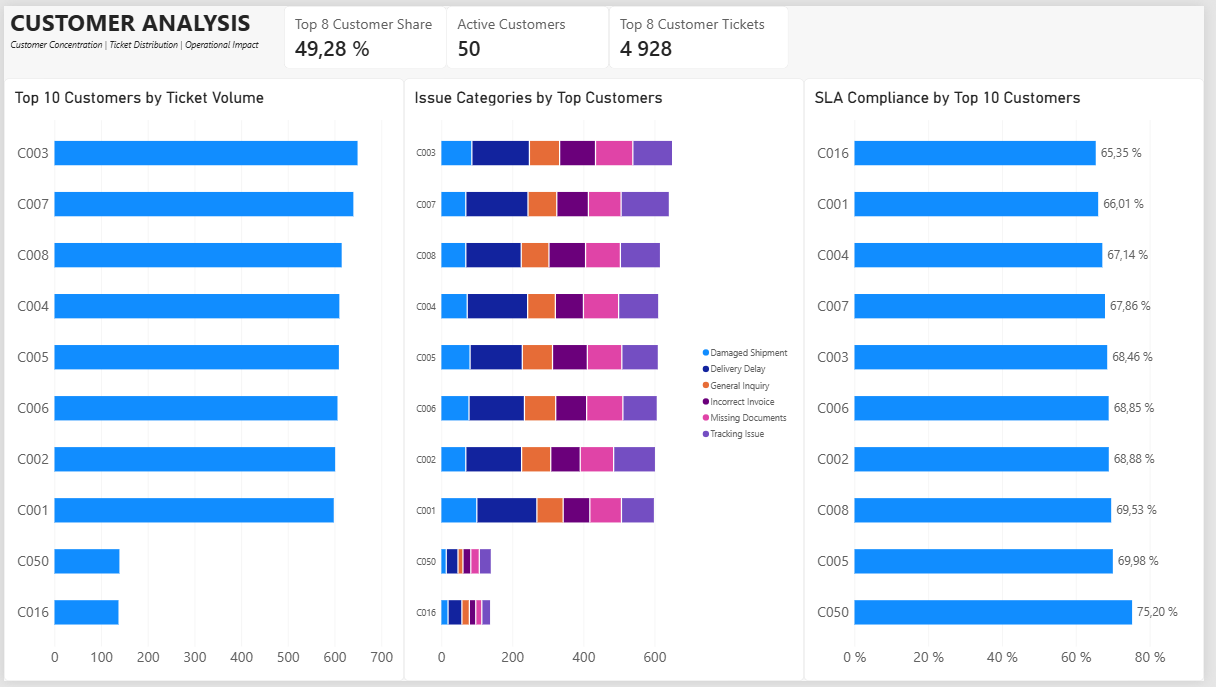 CUSTOMER ANALYSIS
Customer Concentration | Ticket Distribution | Operational Impact
Top 8 Customer Share
49,28 %
Active Customers
50
Top 8 Customer Tickets
4 928
Top 10 Customers by Ticket Volume
C003
C007
C008
C004
C005
C006
C002
C001
C050
C016
0 100 200 300 400 500 600 700
Issue Categories by Top Customers
C003
C007
C008
C004
C005
C006
C002
C001
C050
C016
0 200 400 600
Damaged Shipment
Delivery Delay
General Inquiry
Incorrect Invoice
Missing Documents
Tracking Issue
SLA Compliance by Top 10 Customers
C016 65,35 %
C001 66,01 %
C004 67,14 %
C007 67,86 %
C003 68,46 %
C006 68,85 %
C002 68,88 %
C008 69,53 %
C005 69,98 %
C050 75,20 %
0 % 20 % 40 % 60 % 80 %